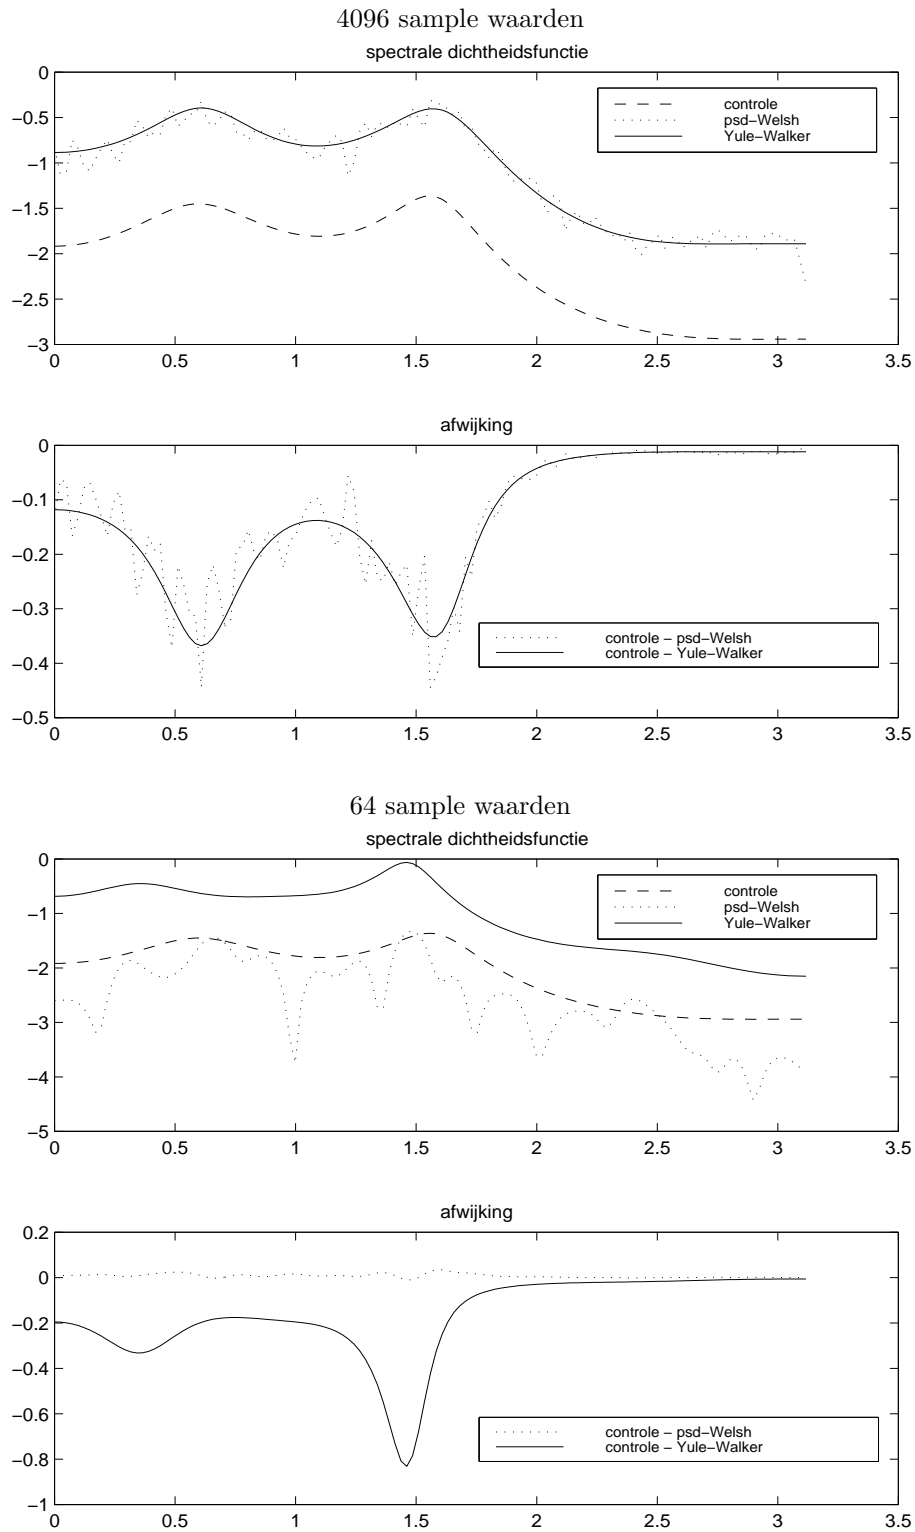 4096 sample waarden
spectrale dichtheidsfunctie
0
−0.5
−1
−1.5
−2
−2.5
−3
controle
psd−Welsh
Yule−Walker
0 0.5 1 1.5 2 2.5 3 3.5
afwijking
0
−0.1
−0.2
−0.3
−0.4
−0.5
controle − psd−Welsh
controle − Yule−Walker
0 0.5 1 1.5 2 2.5 3 3.5
64 sample waarden
spectrale dichtheidsfunctie
0
−1
−2
−3
−4
−5
controle
psd−Welsh
Yule−Walker
0 0.5 1 1.5 2 2.5 3 3.5
afwijking
0.2
0
−0.2
−0.4
−0.6
−0.8
−1
controle − psd−Welsh
controle − Yule−Walker
0 0.5 1 1.5 2 2.5 3 3.5